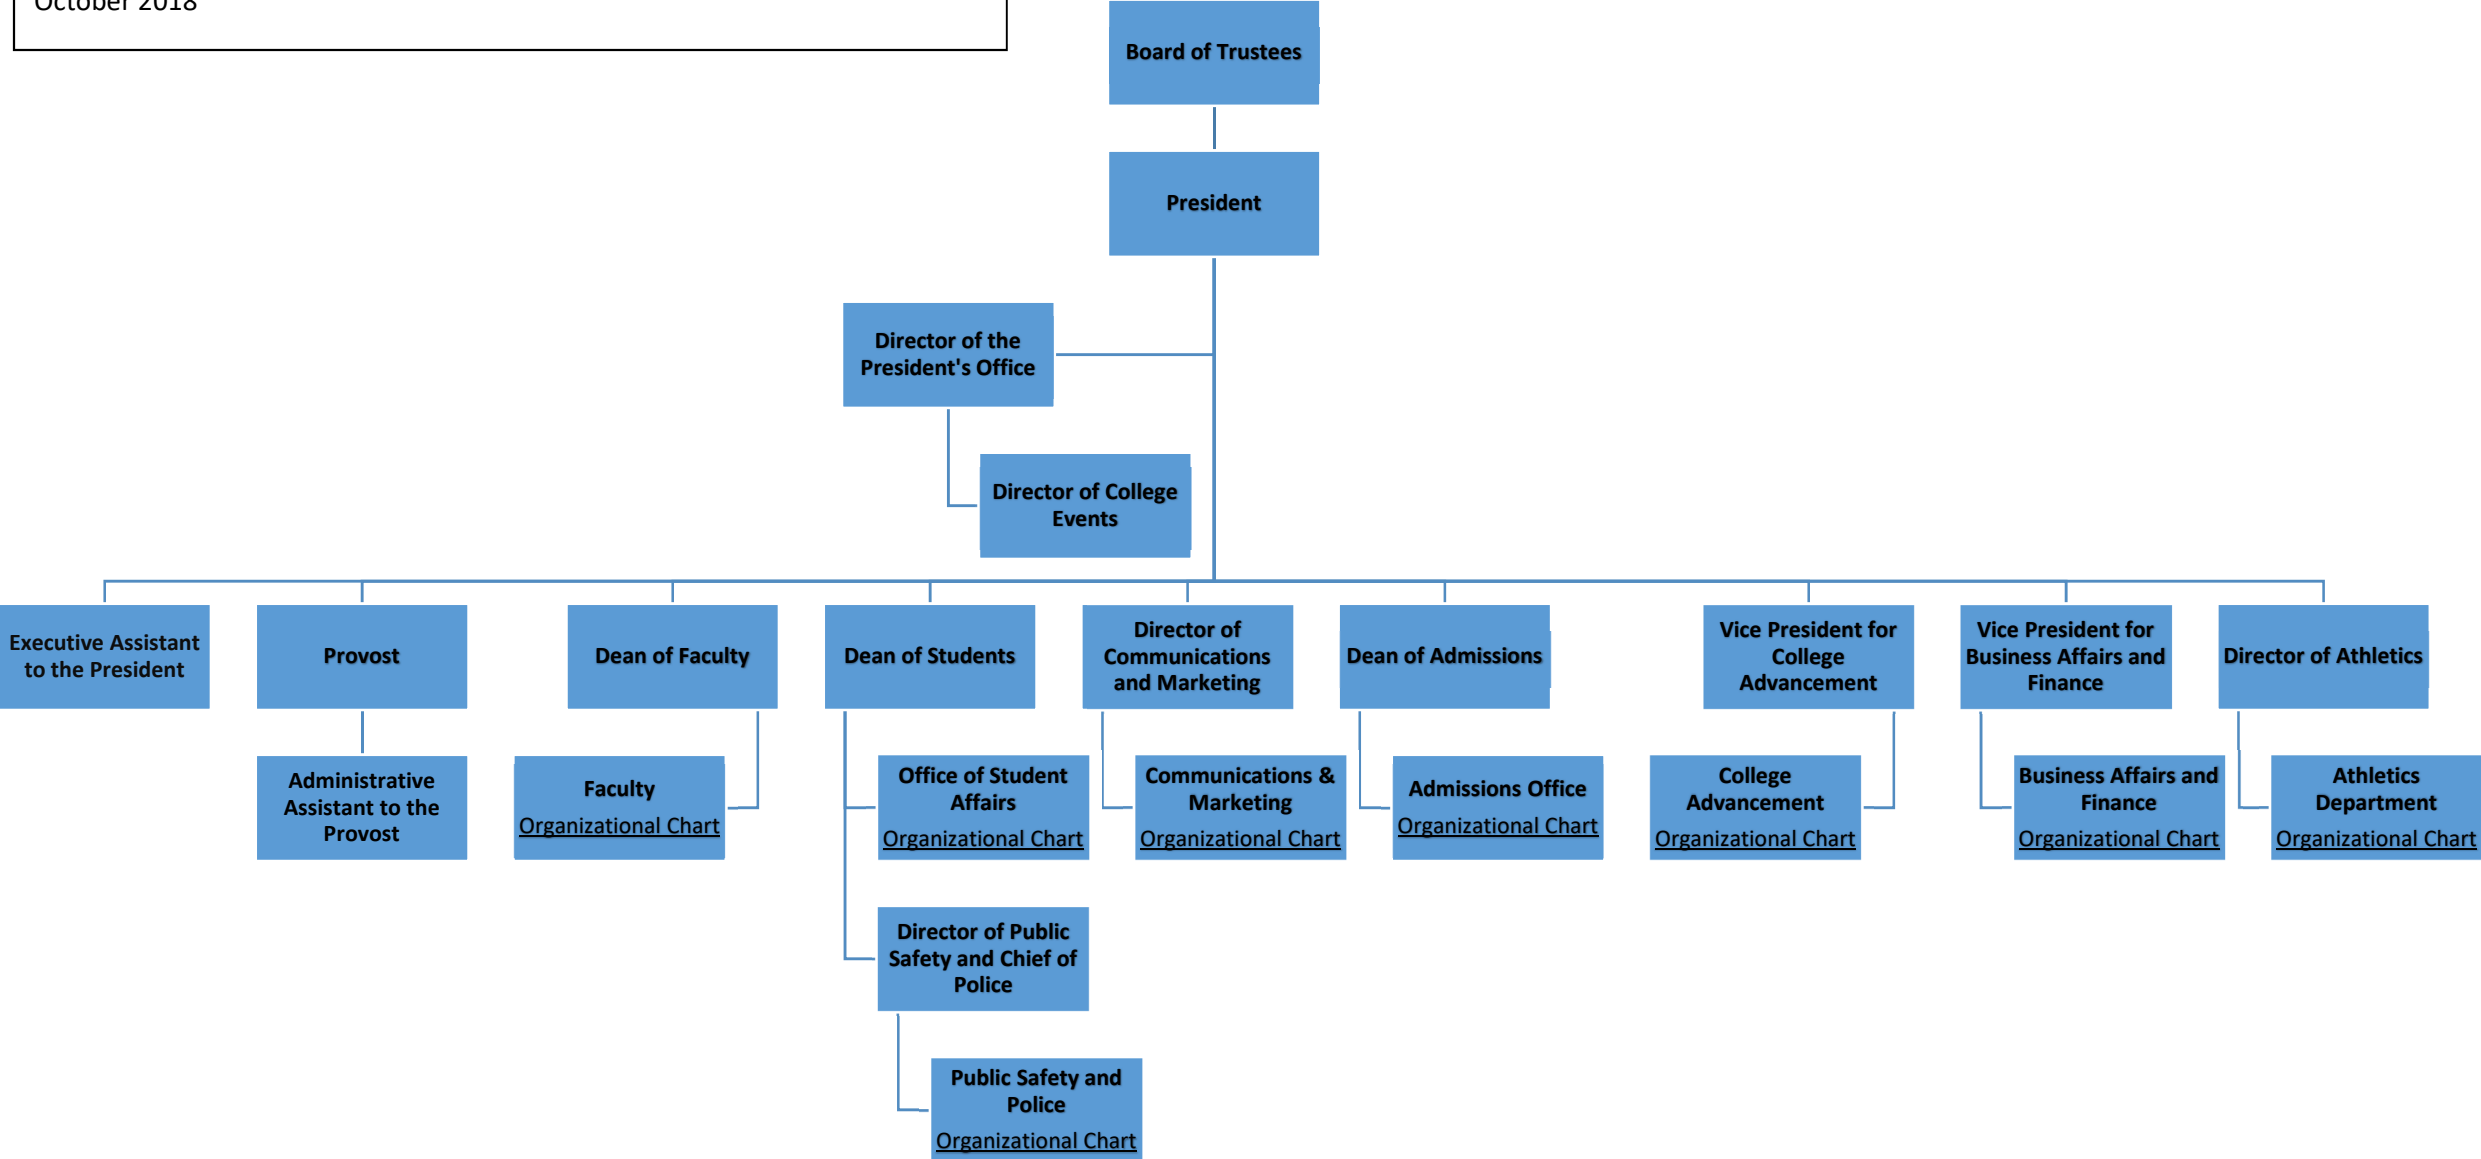 October 2018
Board of Trustees
President
Director of the
President's Office
Director of College
Events
Executive Assistant
to the President
Provost
Dean of Faculty
Dean of Students
Director of
Communications
and Marketing
Dean of Admissions
Vice President for
College
Advancement
Vice President for
Business Affairs and
Finance
Director of Athletics
Administrative
Assistant to the
Provost
Faculty
Organizational Chart
Office of Student
Affairs
Organizational Chart
Communications &
Marketing
Organizational Chart
Admissions Office
Organizational Chart
College
Advancement
Organizational Chart
Business Affairs and
Finance
Organizational Chart
Athletics
Department
Organizational Chart
Director of Public
Safety and Chief of
Police
Public Safety and
Police
Organizational Chart